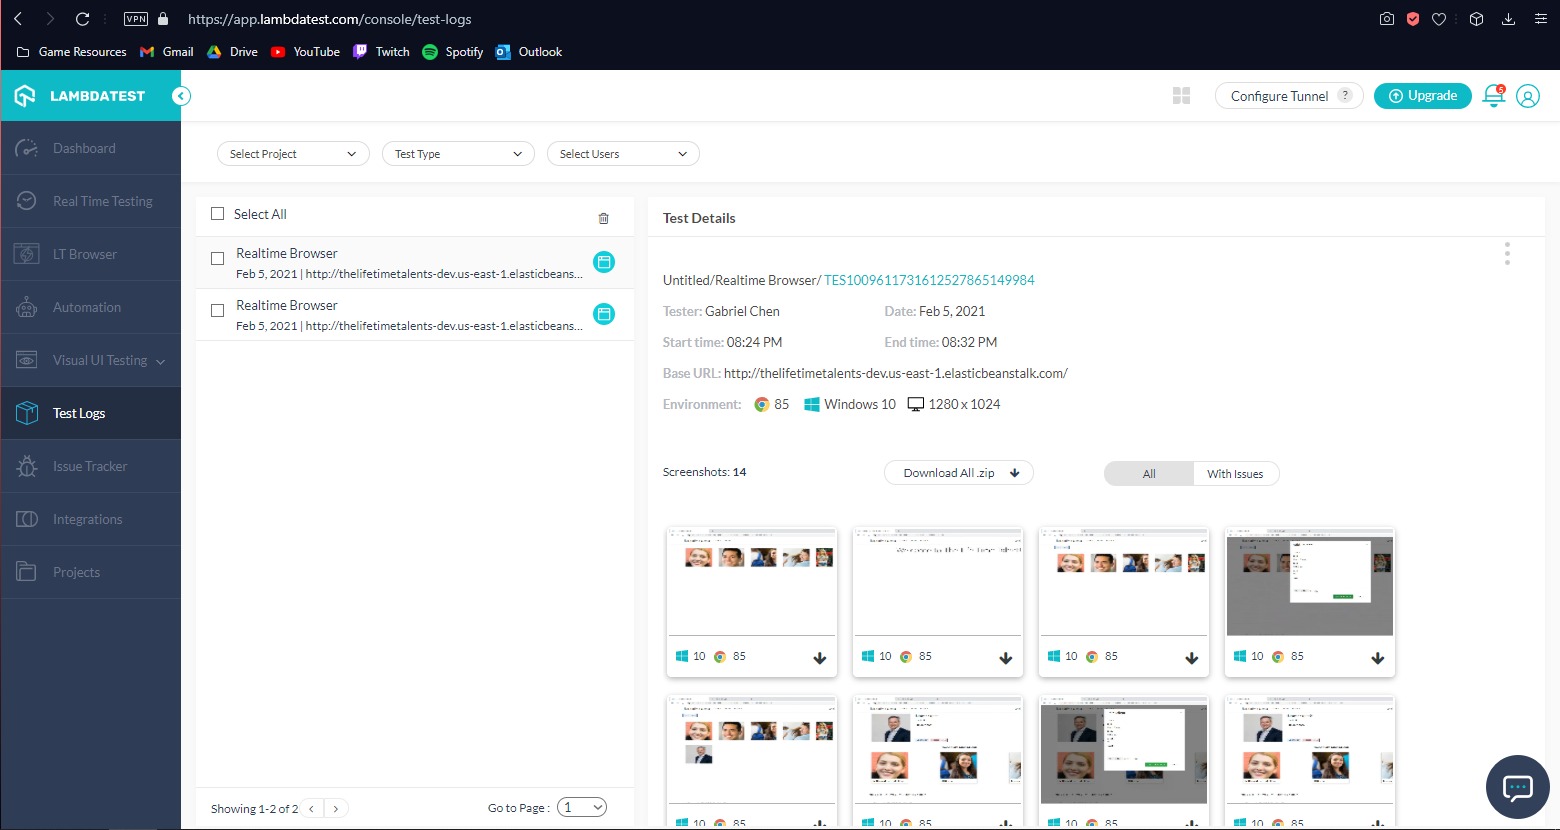 VPN https://app.lambdatest.com/console/test-logs
Game Resources Gmail Drive YouTube Twitch Spotify Outlook
LAMBDATEST
Configure Tunnel ? Upgrade 5
Dashboard
Real Time Testing
LT Browser
Automation
Visual UI Testing
Test Logs
Issue Tracker
Integrations
Projects
Select Project Test Type Select Users
Select All
Realtime Browser
Feb 5, 2021 | http://thelifetimetalents-dev.us-east-1.elasticbeans...
Realtime Browser
Feb 5, 2021 | http://thelifetimetalents-dev.us-east-1.elasticbeans...
Showing 1-2 of 2 Go to Page : 1
Test Details
Untitled/Realtime Browser/ TES1009611731612527865149984
Tester: Gabriel Chen Date: Feb 5, 2021
Start time: 08:24 PM End time: 08:32 PM
Base URL: http://thelifetimetalents-dev.us-east-1.elasticbeanstalk.com/
Environment: 85 Windows 10 1280 x 1024
Screenshots: 14 Download All .zip All With Issues
10 85 10 85 10 85 10 85
10 85 10 85 10 85 10 85